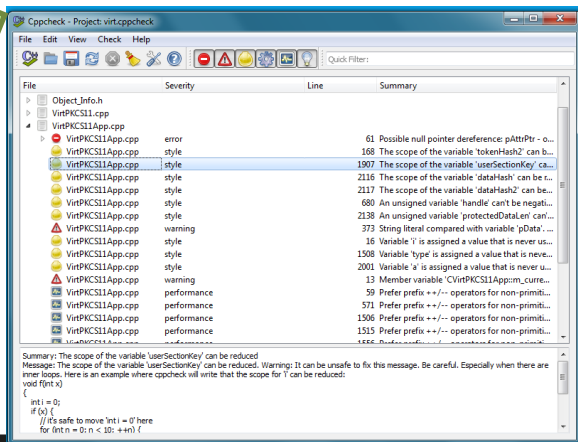 Cppcheck - Project: virt.cppcheck
File Edit View Check Help
Quick Filter:
File Severity Line Summary
Object_Info.h
VirtPKCS11.cpp
VirtPKCS11App.cpp
VirtPKCS11App.cpp error 61 Possible null pointer dereference: pAttrPtr - o...
VirtPKCS11App.cpp style 168 The scope of the variable 'tokenHash2' can b...
VirtPKCS11App.cpp style 1907 The scope of the variable 'userSectionKey' ca...
VirtPKCS11App.cpp style 2116 The scope of the variable 'dataHash' can be r...
VirtPKCS11App.cpp style 2117 The scope of the variable 'dataHash2' can be...
VirtPKCS11App.cpp style 680 An unsigned variable 'handle' can't be negati...
VirtPKCS11App.cpp style 2138 An unsigned variable 'protectedDataLen' can'...
VirtPKCS11App.cpp warning 373 String literal compared with variable 'pData'. ...
VirtPKCS11App.cpp style 16 Variable 'i' is assigned a value that is never us...
VirtPKCS11App.cpp style 1508 Variable 'type' is assigned a value that is neve...
VirtPKCS11App.cpp style 2001 Variable 'a' is assigned a value that is never u...
VirtPKCS11App.cpp warning 13 Member variable 'CVirtPKCS11App::m_curre...
VirtPKCS11App.cpp performance 59 Prefer prefix ++/-- operators for non-primiti...
VirtPKCS11App.cpp performance 571 Prefer prefix ++/-- operators for non-primiti...
VirtPKCS11App.cpp performance 1506 Prefer prefix ++/-- operators for non-primiti...
VirtPKCS11App.cpp performance 1515 Prefer prefix ++/-- operators for non-primiti...
VirtPKCS11App.cpp performance 1556 Prefer prefix ++/-- operators for non-primiti...
Summary: The scope of the variable 'userSectionKey' can be reduced
Message: The scope of the variable 'userSectionKey' can be reduced. Warning: It can be unsafe to fix this message. Be careful. Especially when there are
inner loops. Here is an example where cppcheck will write that the scope for 'i' can be reduced:
void f(int x)
{
int i = 0;
if (x) {
// it's safe to move 'int i = 0' here
for (int n = 0; n < 10; ++n) {